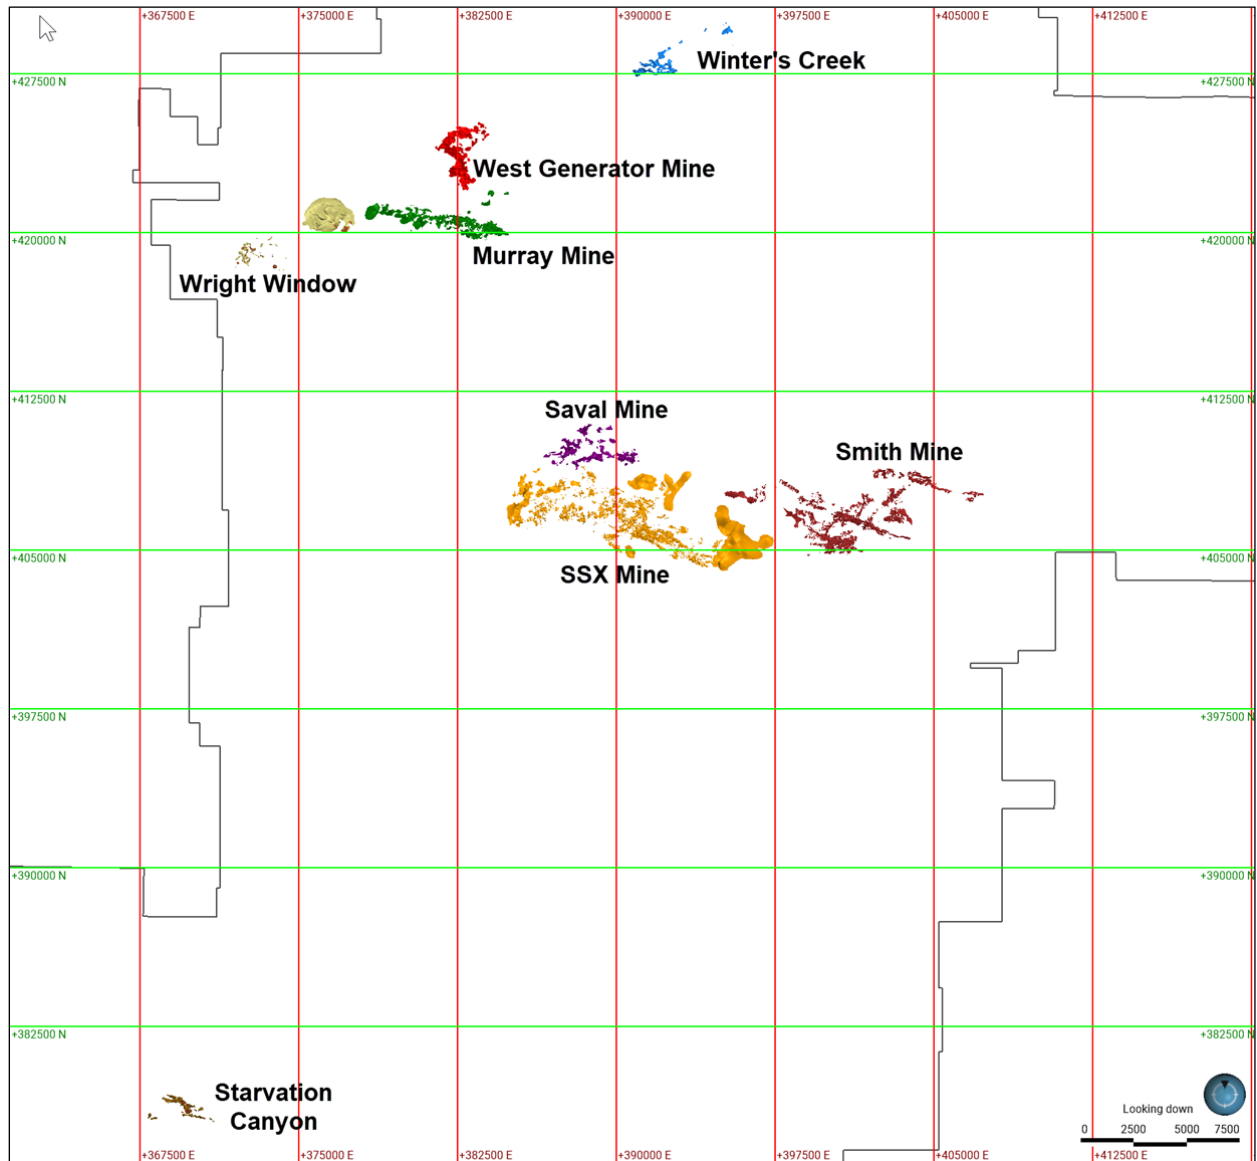 +367500 E
+375000 E
+382500 E
+390000 E
+397500 E
+405000 E
+412500 E
Winter's Creek
+427500 N
+427500 N
West Generator Mine
+420000 N
+420000 N
Murray Mine
Wright Window
+412500 N
+412500 N
Saval Mine
Smith Mine
+405000 N
+405000 N
SSX Mine
+397500 N
+397500 N
+390000 N
+390000 N
+382500 N
+382500 N
Starvation
Canyon
Looking down
0 2500 5000 7500
+367500 E
+375000 E
+382500 E
+390000 E
+397500 E
+405000 E
+412500 E